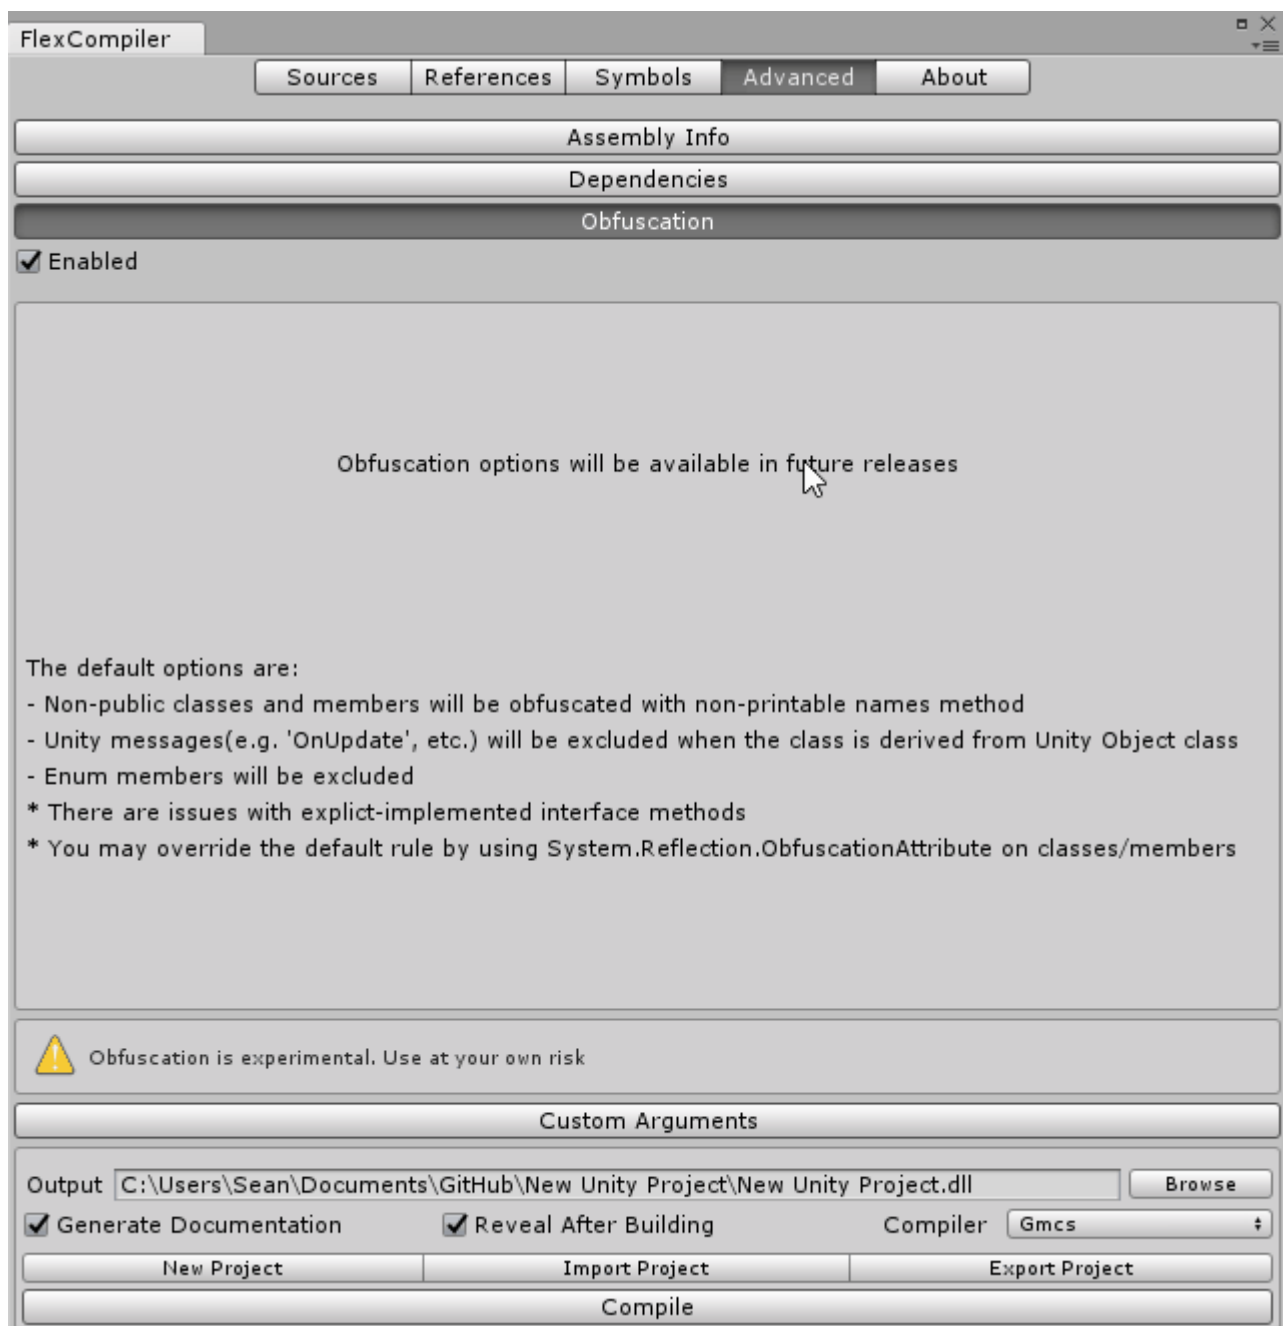 FlexCompiler
Sources References Symbols Advanced About
Assembly Info
Dependencies
Obfuscation
Enabled
Obfuscation options will be available in future releases
The default options are:
- Non-public classes and members will be obfuscated with non-printable names method
- Unity messages(e.g. 'OnUpdate', etc.) will be excluded when the class is derived from Unity Object class
- Enum members will be excluded
* There are issues with explict-implemented interface methods
* You may override the default rule by using System.Reflection.ObfuscationAttribute on classes/members
Obfuscation is experimental. Use at your own risk
Custom Arguments
Output C:\Users\Sean\Documents\GitHub\New Unity Project\New Unity Project.dll Browse
Generate Documentation Reveal After Building Compiler Gmcs
New Project Import Project Export Project
Compile